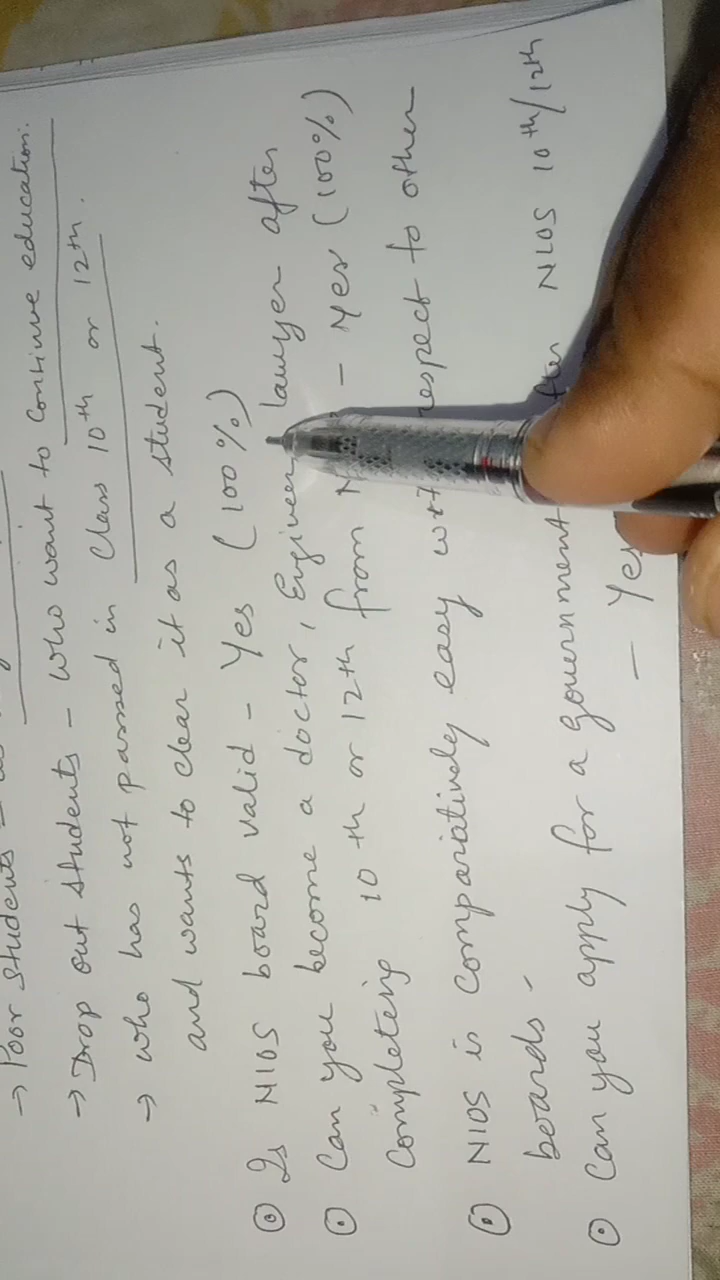 → Poor students -
→ Drop out students - who want to continue education.
→ who has not passed in Class 10th or 12th.
and wants to clear it as a student.
⊙ Is NIOS board valid - Yes (100%)
⊙ Can you become a doctor, Engineer lawyer after
completing 10th or 12th from - Yes (100%)
⊙ NIOS is Comparatively easy respect to other
boards -
⊙ Can you apply for a government NIOS 10th/12th
- Yes